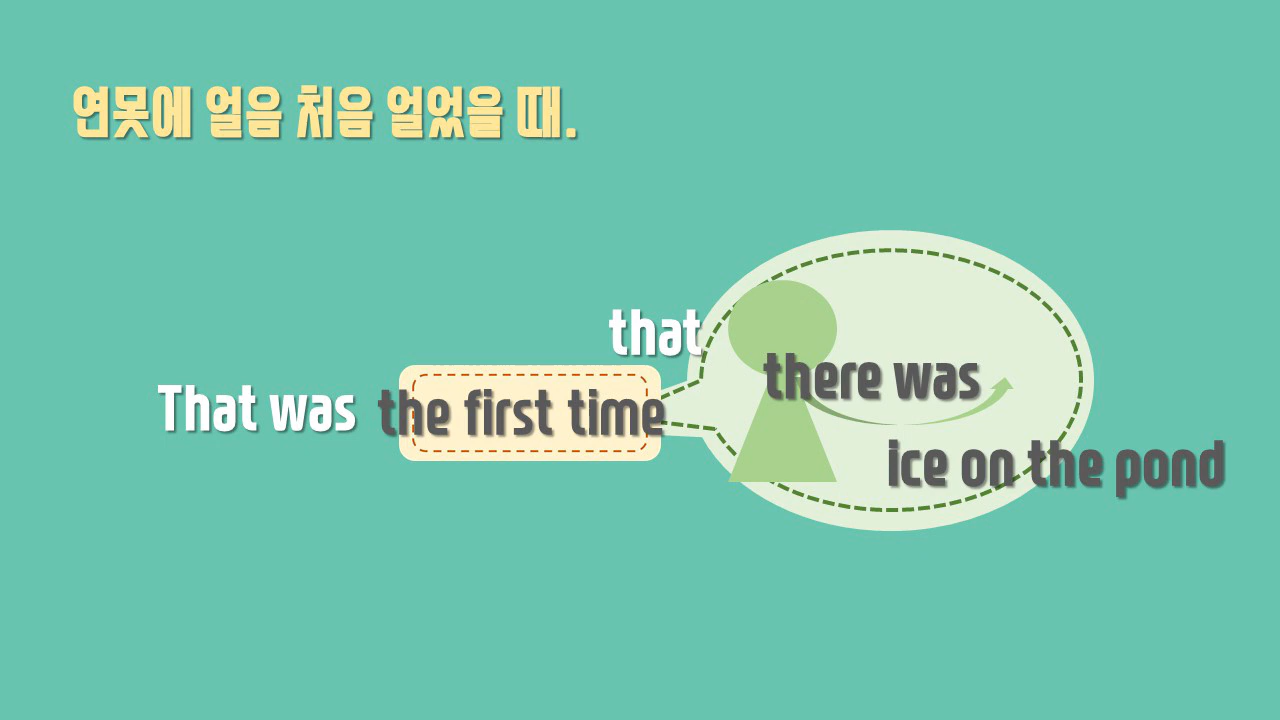 연못에 얼음 처음 얼었을 때.
That was the first time
that
there was
ice on the pond